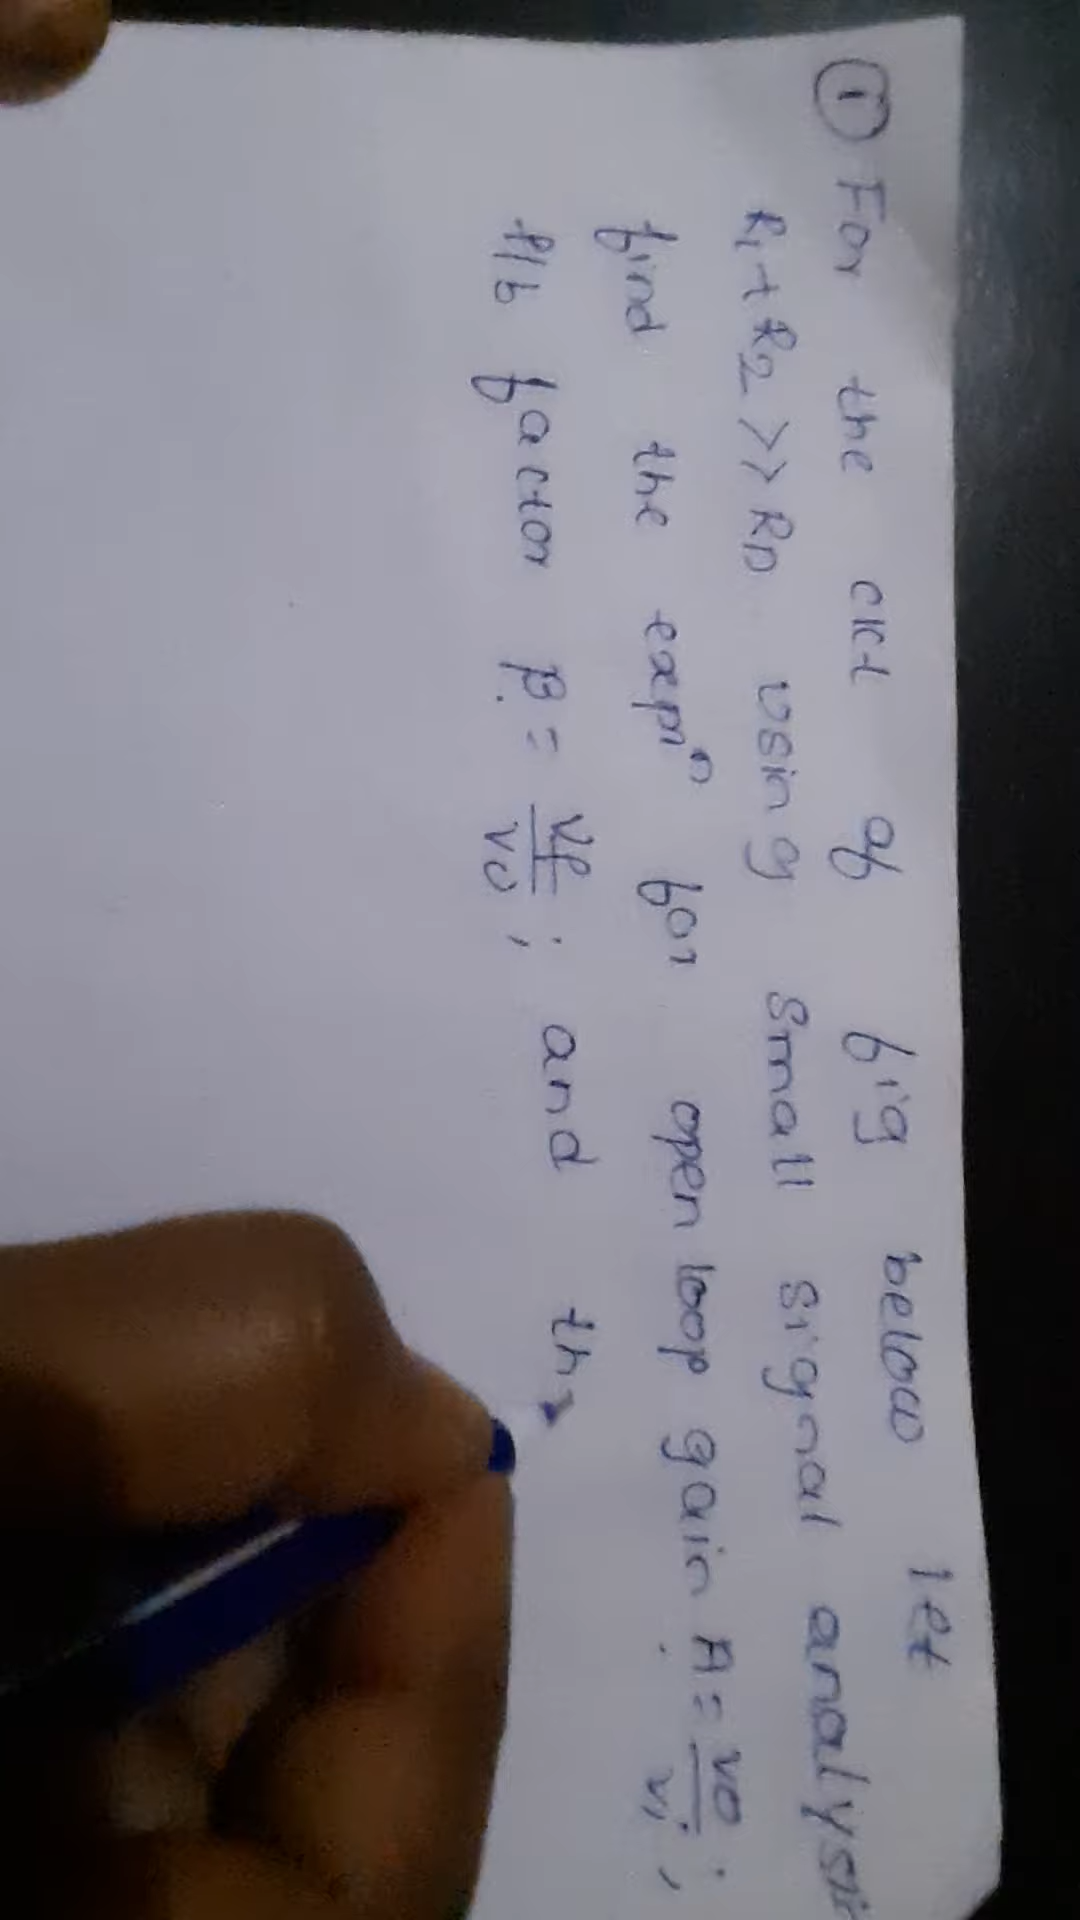 ① For the ckt of fig below let
R1+R2 >> RD using small signal analysis
find the expn for open loop gain A = vo/vi ;
f/b factor β = vf/vo ; and the